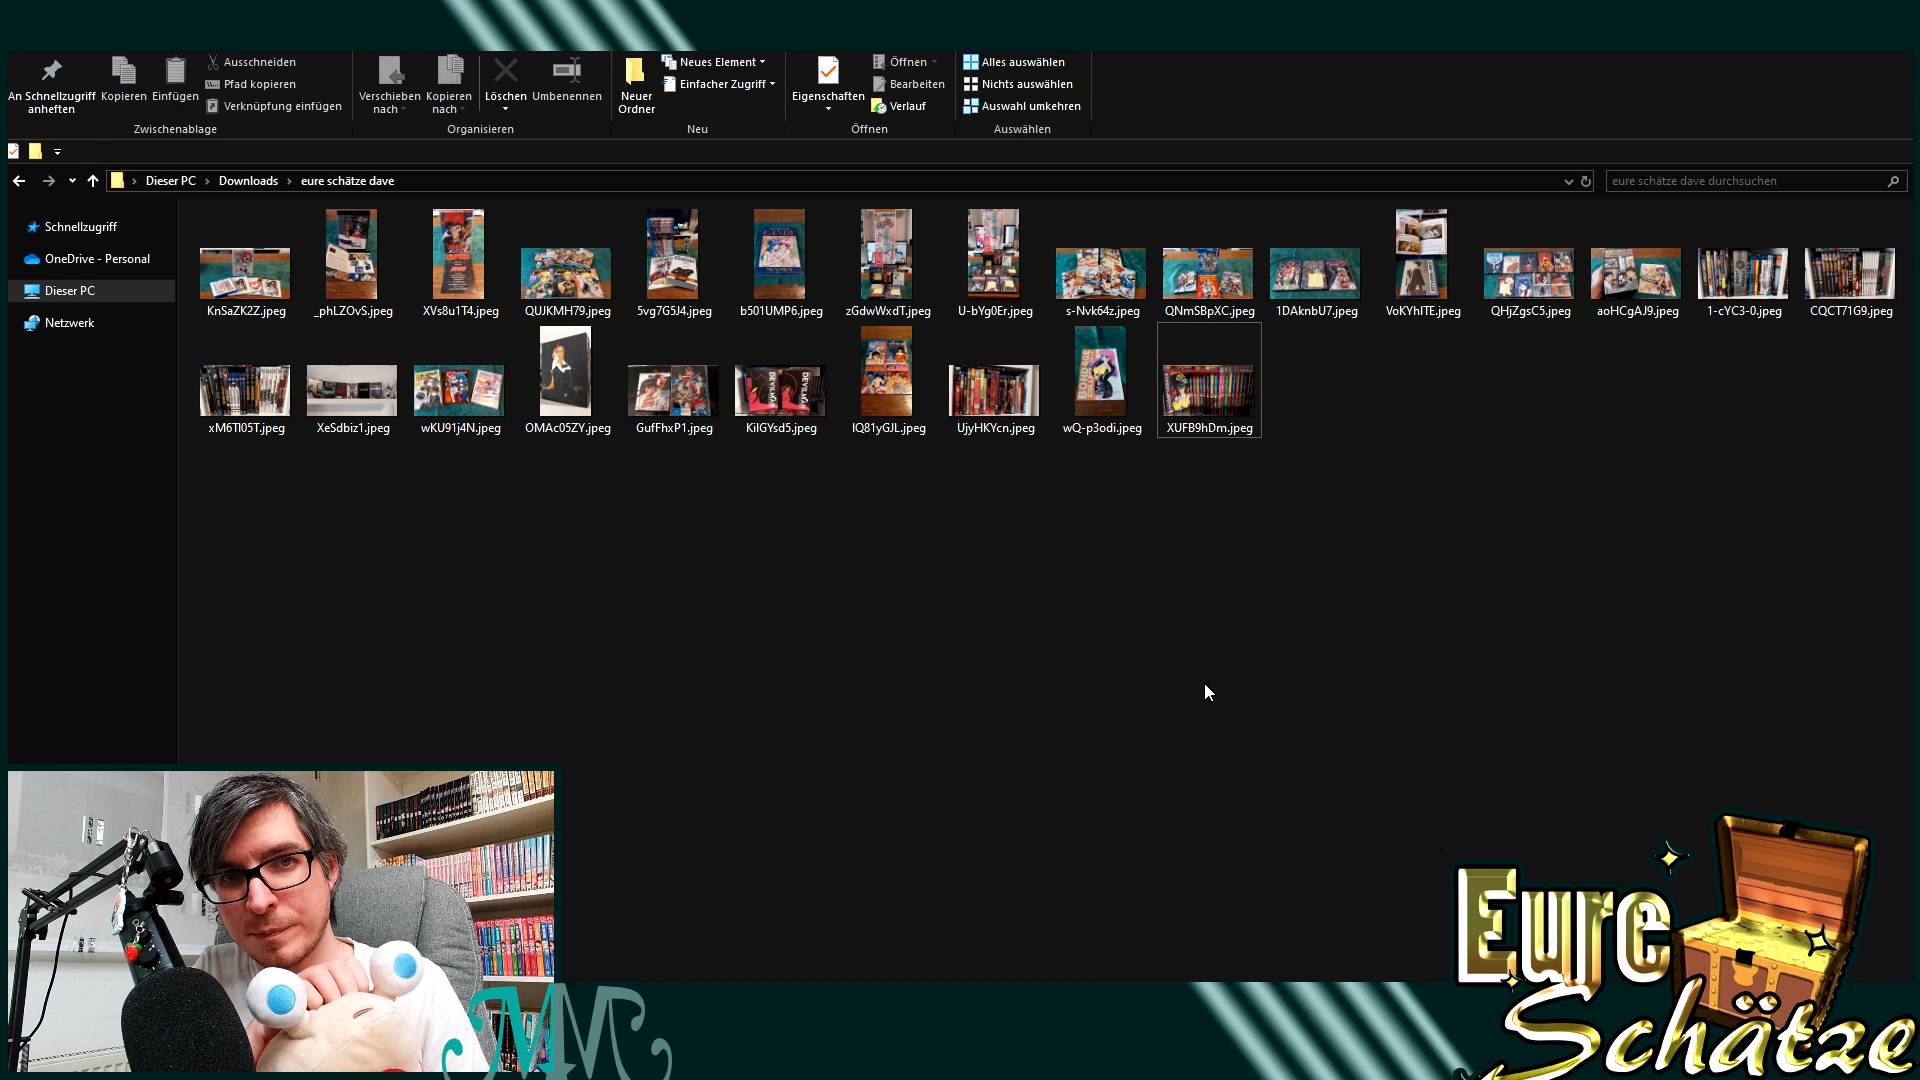 An Schnellzugriff
anheften
Kopieren
Einfügen
Ausschneiden
Pfad kopieren
Verknüpfung einfügen
Zwischenablage
Verschieben
nach
Kopieren
nach
Löschen
Umbenennen
Organisieren
Neuer
Ordner
Neues Element
Einfacher Zugriff
Neu
Eigenschaften
Öffnen
Bearbeiten
Verlauf
Öffnen
Alles auswählen
Nichts auswählen
Auswahl umkehren
Auswählen
Dieser PC
Downloads
eure schätze dave
eure schätze dave durchsuchen
Schnellzugriff
OneDrive - Personal
Dieser PC
Netzwerk
KnSaZK2Z.jpeg
_phLZOvS.jpeg
XVs8u1T4.jpeg
QUJKMH79.jpeg
5vg7G5J4.jpeg
b501UMP6.jpeg
zGdwWxdT.jpeg
U-bYg0Er.jpeg
s-Nvk64z.jpeg
QNmSBpXC.jpeg
1DAknbU7.jpeg
VoKYhITE.jpeg
QHjZgsC5.jpeg
aoHCgAJ9.jpeg
1-cYC3-0.jpeg
CQCT71G9.jpeg
xM6TI05T.jpeg
XeSdbiz1.jpeg
wKU91j4N.jpeg
OMAc05ZY.jpeg
GufFhxP1.jpeg
KilGYsd5.jpeg
IQ81yGJL.jpeg
UjyHKYcn.jpeg
wQ-p3odi.jpeg
XUFB9hDm.jpeg
DEVILMAN
Eure
Schätze
MM